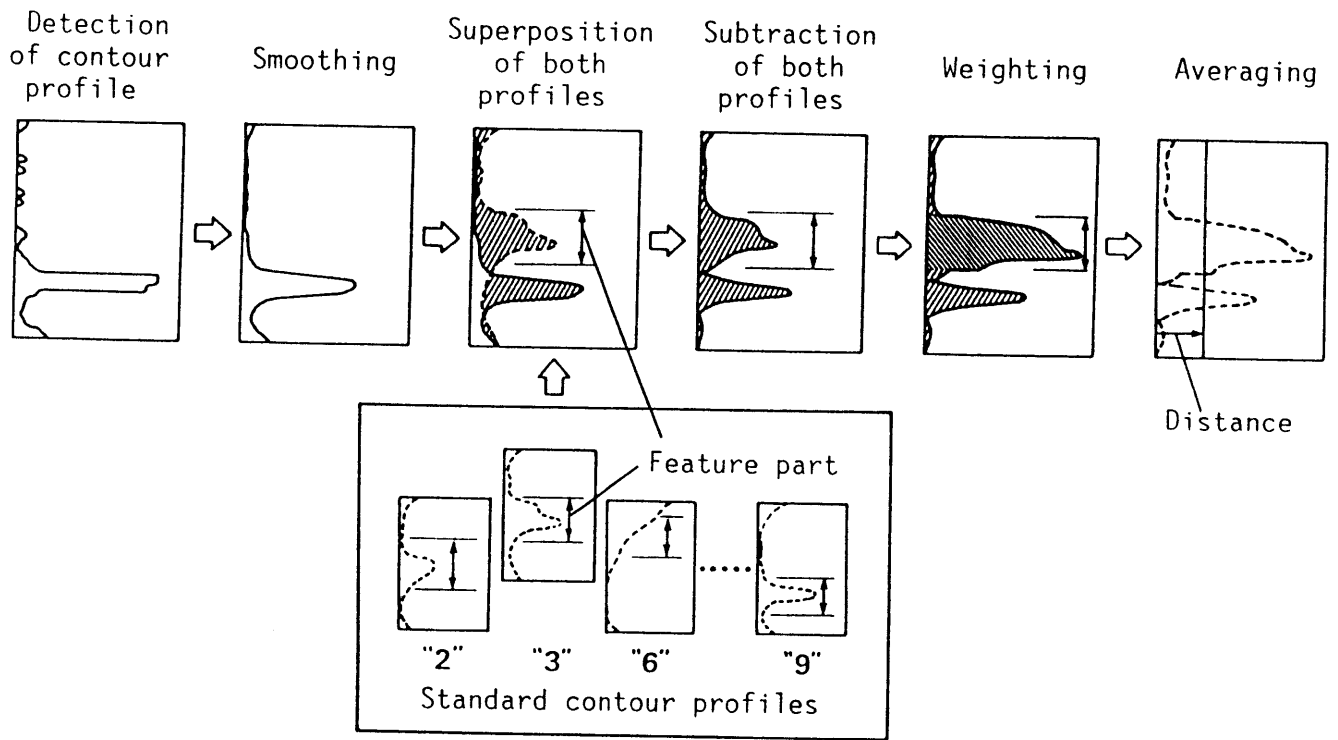 Detection
of contour
profile
Smoothing
Superposition
of both
profiles
Subtraction
of both
profiles
Weighting
Averaging
Distance
Feature part
"2"
"3"
"6"
"9"
Standard contour profiles